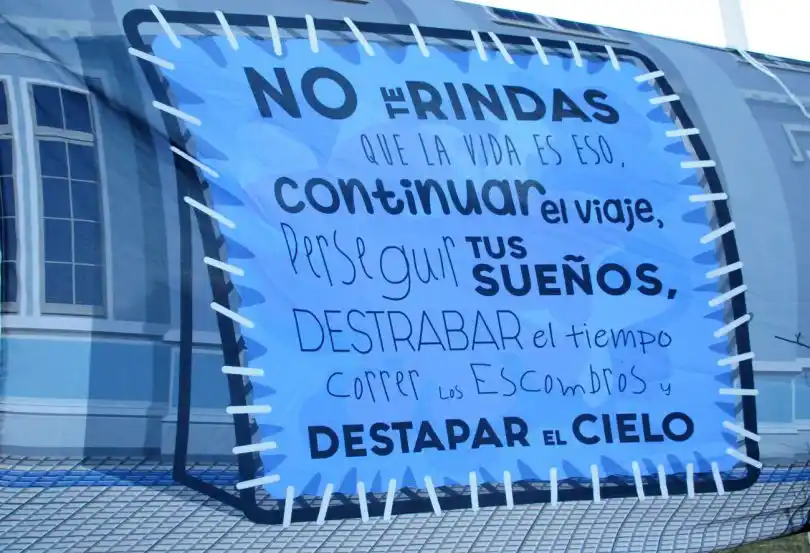 NO TE RINDAS
QUE LA VIDA ES ESO,
continuar el viaje,
Perseguir TUS SUEÑOS,
DESTRABAR el tiempo
correr Los Escombros y
DESTAPAR EL CIELO